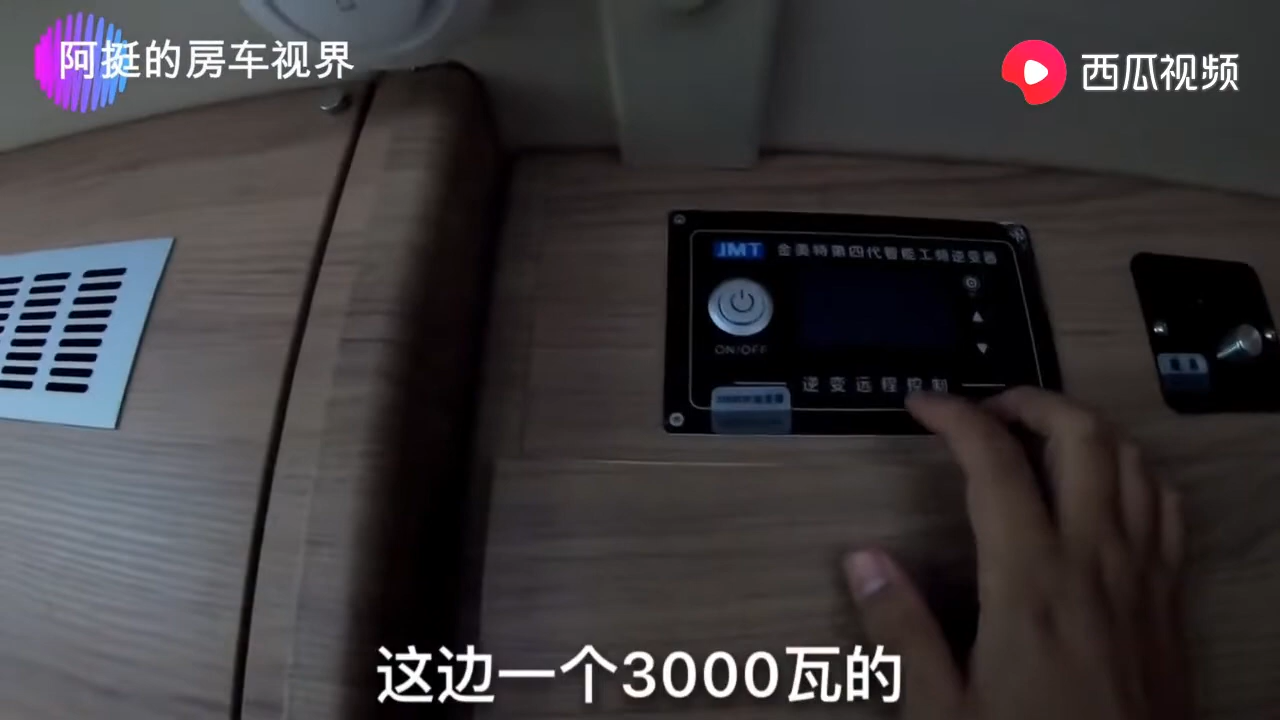 阿挺的房车视界
西瓜视频
JMT 金美特第四代智能工频逆变器
ON/OFF
逆变远程控制
这边一个3000瓦的